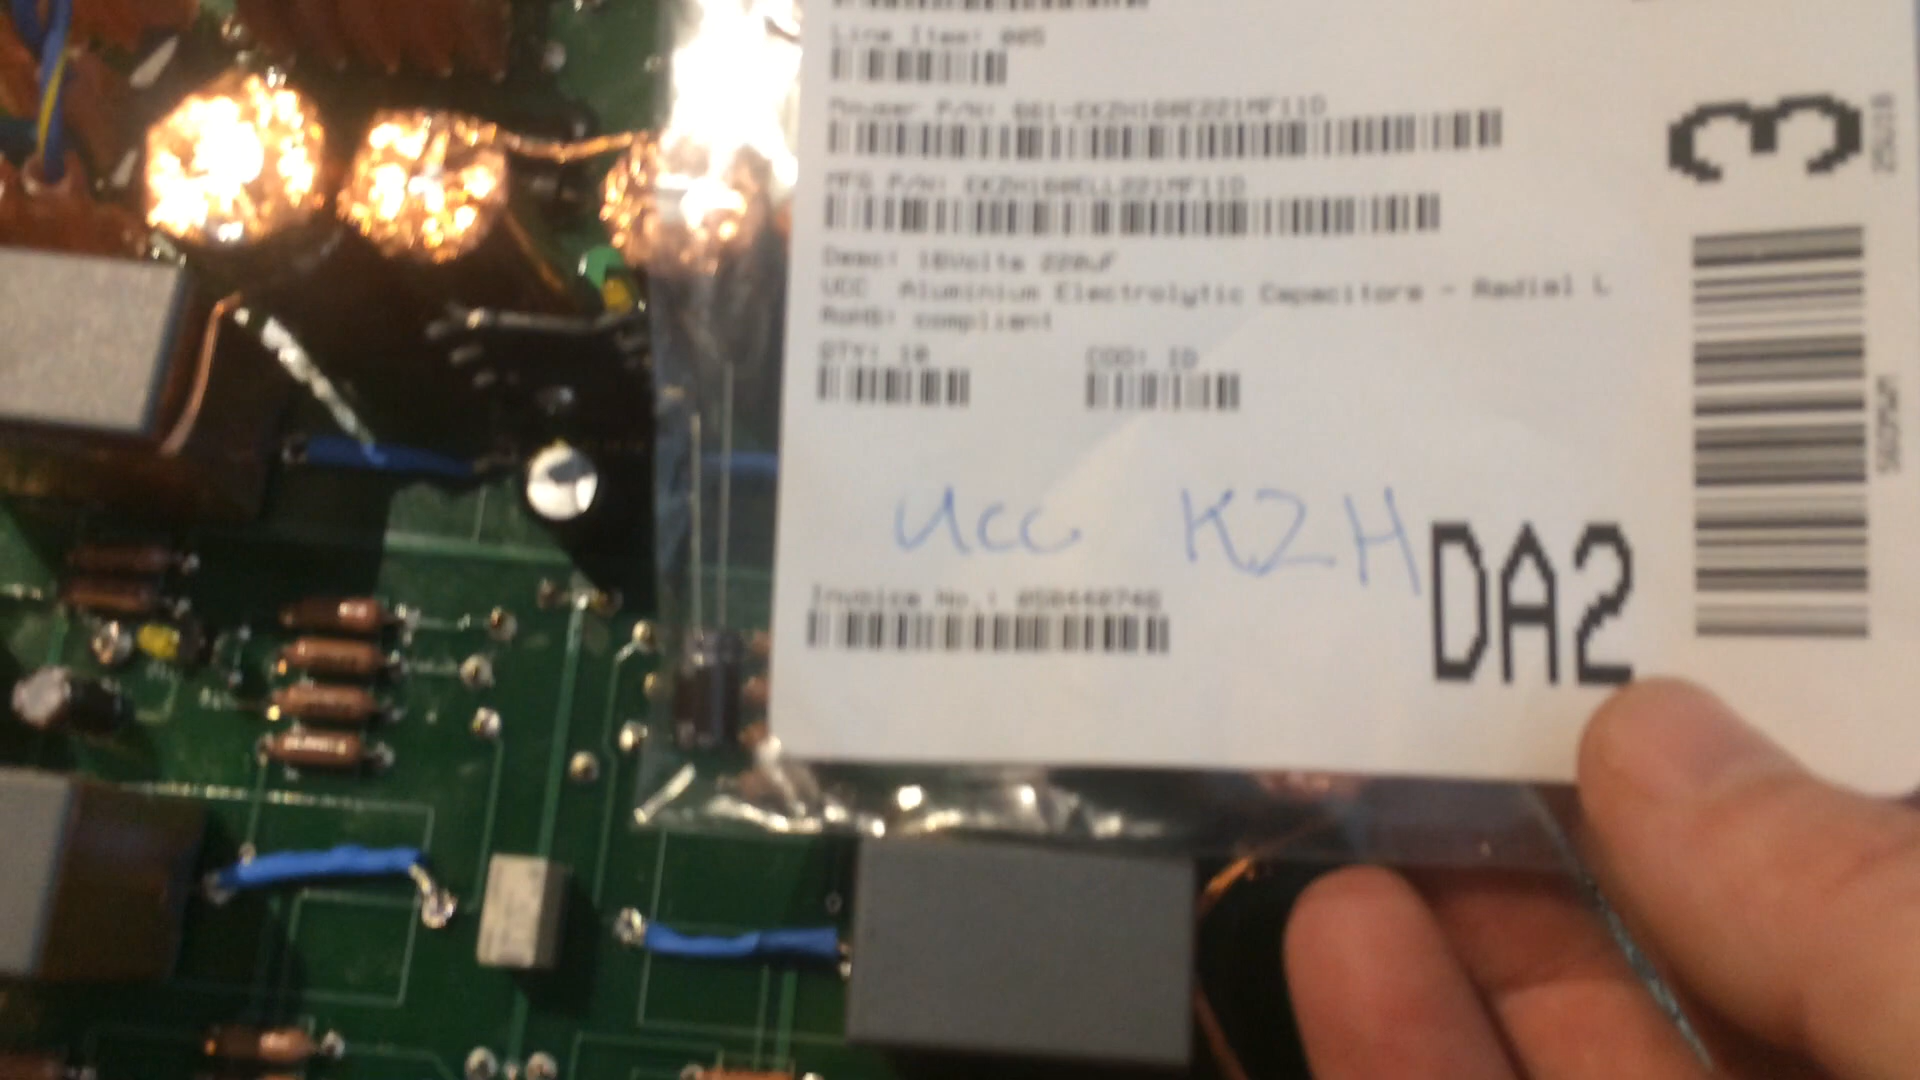 Line Item: 005
Mouser P/N: 661-EKZH160E221MF11D
MFG P/N: EKZH160ELL221MF11D
Desc: 16Volts 220uF
UCC Aluminium Electrolytic Capacitors - Radial L
RoHS: compliant
QTY: 10 COO: ID
UCC KZH
DA2
Invoice No.:
3